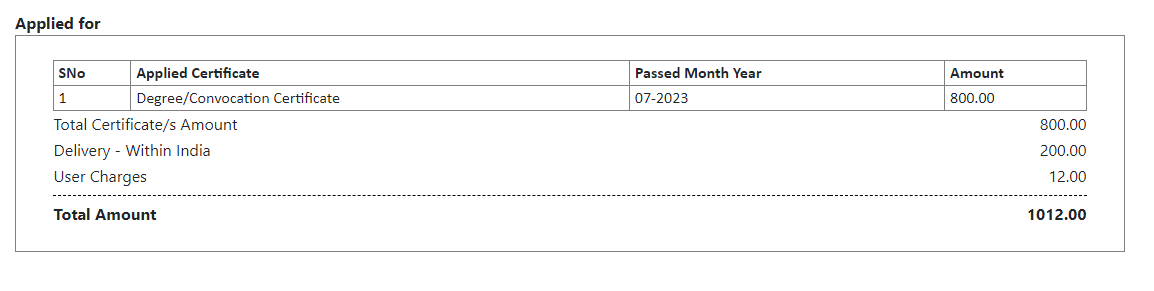 Applied for
SNo Applied Certificate Passed Month Year Amount
1 Degree/Convocation Certificate 07-2023 800.00
Total Certificate/s Amount 800.00
Delivery - Within India 200.00
User Charges 12.00
Total Amount 1012.00